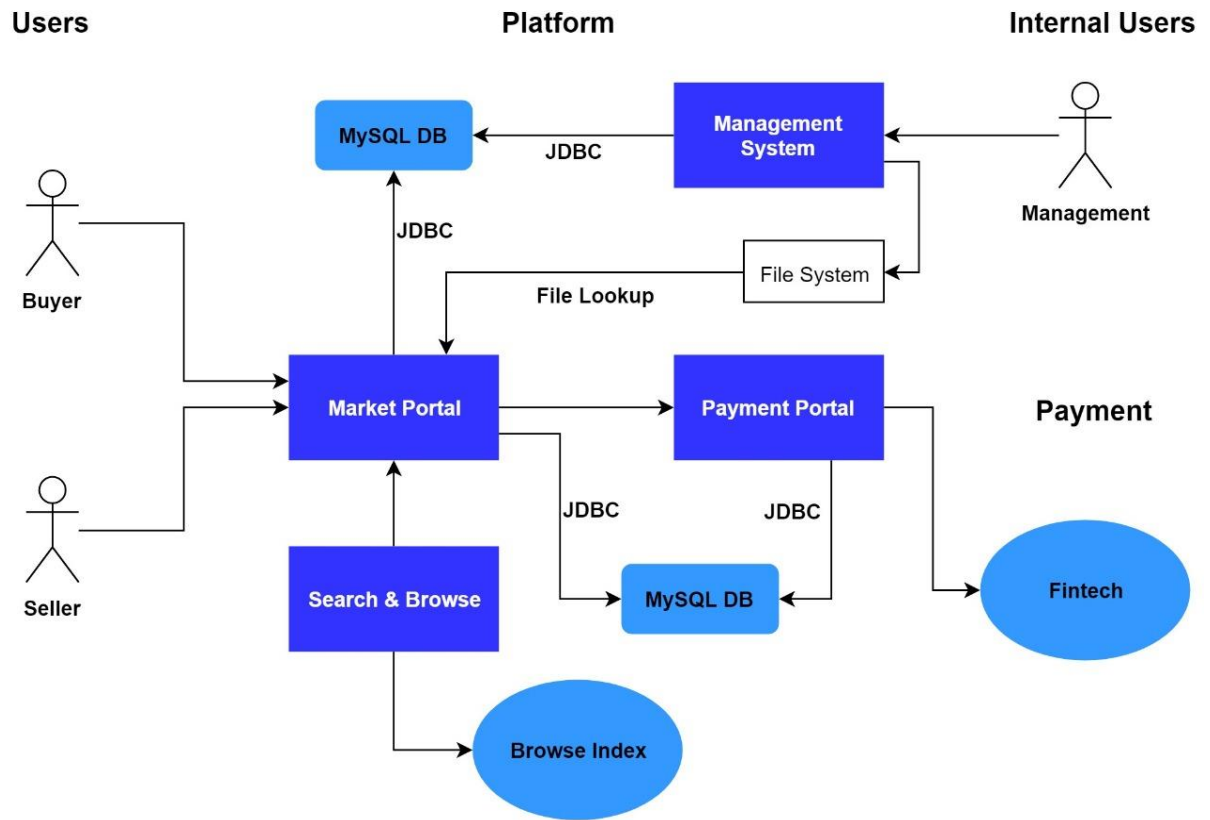 Users
Platform
Internal Users
MySQL DB
JDBC
Management
System
Management
JDBC
File System
File Lookup
Buyer
Market Portal
Payment Portal
Payment
JDBC
JDBC
Seller
Search & Browse
MySQL DB
Fintech
Browse Index